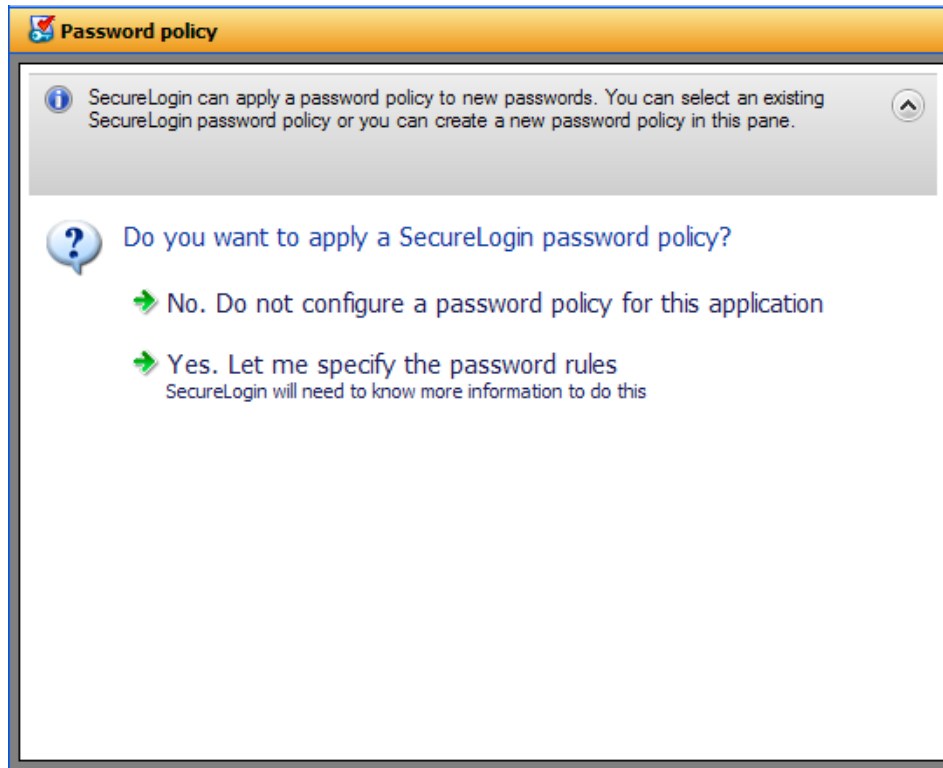 Password policy
SecureLogin can apply a password policy to new passwords. You can select an existing
SecureLogin password policy or you can create a new password policy in this pane.
Do you want to apply a SecureLogin password policy?
No. Do not configure a password policy for this application
Yes. Let me specify the password rules
SecureLogin will need to know more information to do this